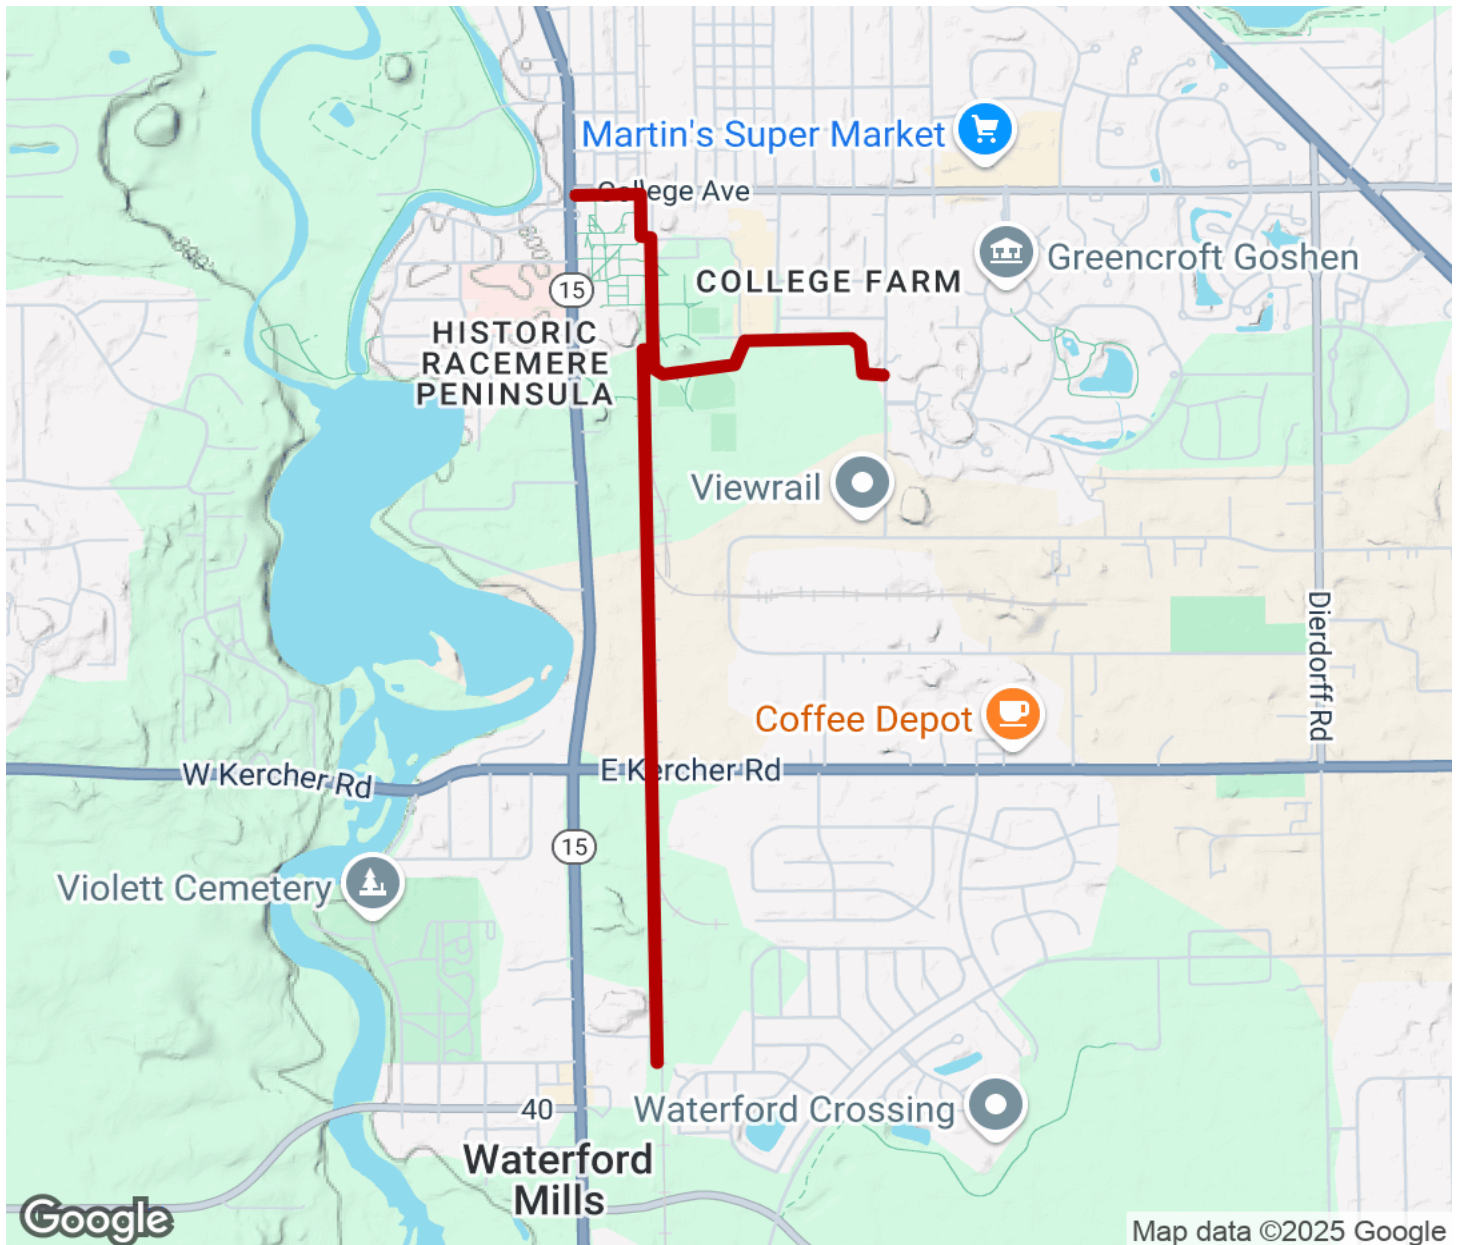 Martin's Super Market
College Ave
Greencroft Goshen
COLLEGE FARM
15
HISTORIC
RACEMERE
PENINSULA
Viewrail
Dierdorff Rd
Coffee Depot
W Kercher Rd
E Kercher Rd
15
Violett Cemetery
40
Waterford Crossing
Waterford
Mills
Google
Map data ©2025 Google